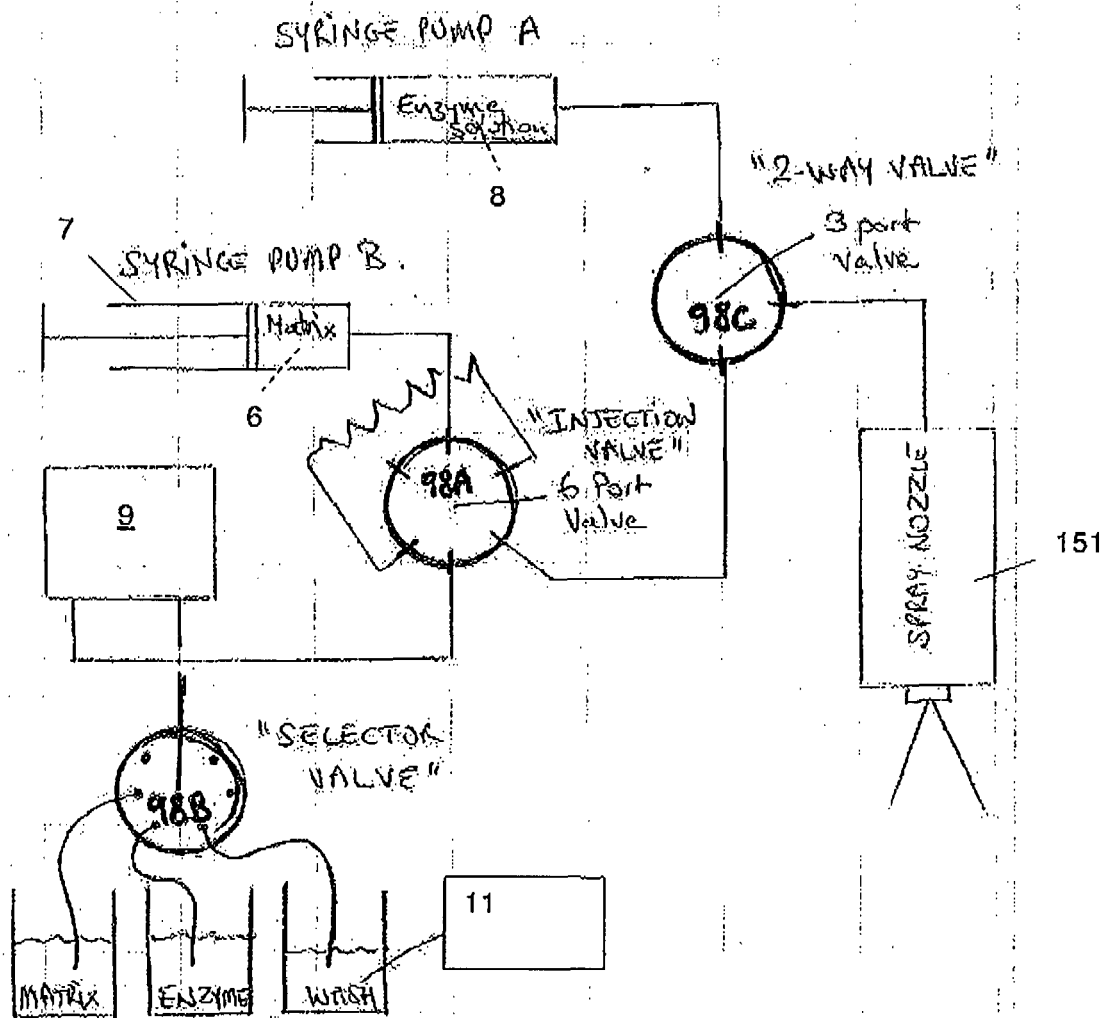 SYRINGE PUMP A
Enzyme
solution
8
"2-WAY VALVE"
3 port
valve
98C
7
SYRINGE PUMP B.
Matrix
6
"INJECTION
VALVE"
98A
6 Port
Valve
9
SPRAY NOZZLE
151
"SELECTOR
VALVE"
98B
11
MATRIX
ENZYME
WASH